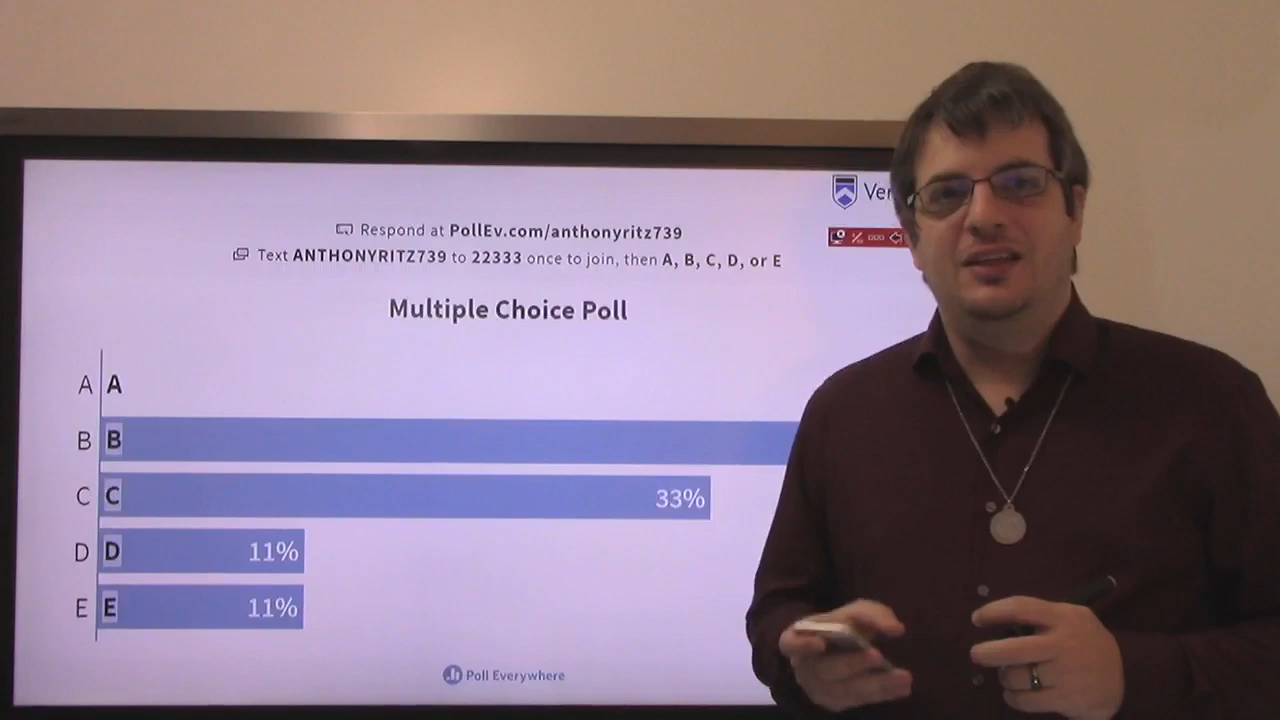 Ver
Respond at PollEv.com/anthonyritz739
Text ANTHONYRITZ739 to 22333 once to join, then A, B, C, D, or E
Multiple Choice Poll
A A
B B
C C 33%
D D 11%
E E 11%
Poll Everywhere